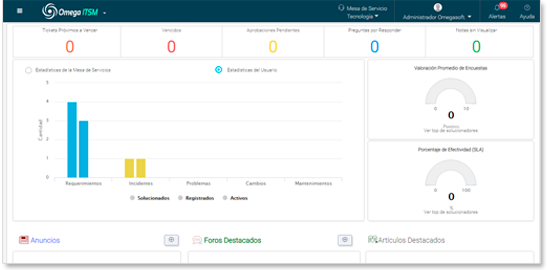 Omega ITSM
Mesa de Servicio
Tecnología
Administrador Omegasoft.
Alertas
Ayuda
Tickets Próximos a Vencer
Vencidos
Aprobaciones Pendientes
Preguntas por Responder
Notas sin Visualizar
0
0
0
0
0
Estadísticas de la Mesa de Servicios
Estadísticas del Usuario
Cantidad
5
4
3
2
1
0
Requerimientos
Incidentes
Problemas
Cambios
Mantenimientos
Solucionados
Registrados
Activos
Valoración Promedio de Encuestas
0
10
0
Puntos
Ver top de solucionadores
Porcentaje de Efectividad (SLA)
0
100
0
%
Ver top de solucionadores
Anuncios
Foros Destacados
Artículos Destacados